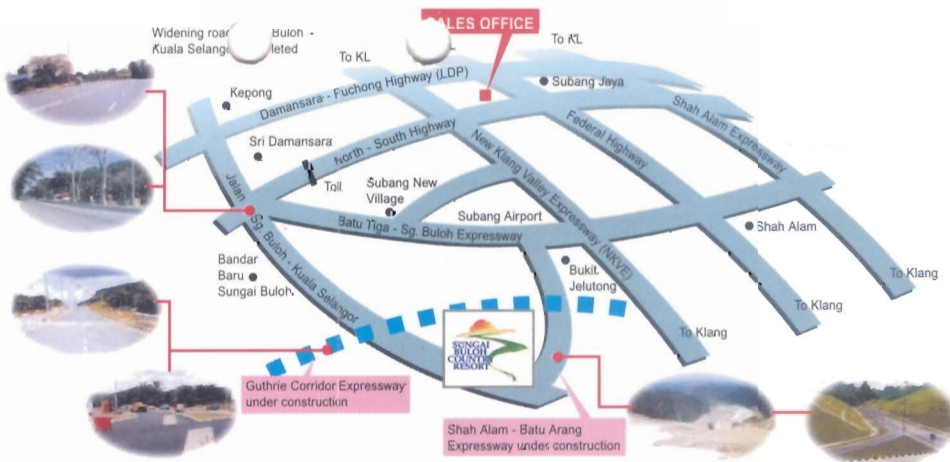 SALES OFFICE
Widening road Buloh -
Kuala Selang leted
To KL
To KL
Subang Jaya
Kepong
Damansara - Puchong Highway (LDP)
Shah Alam Expressway
Sri Damansara
North - South Highway
New Klang Valley Expressway (NKVE)
Federal Highway
Toll
Subang New
Village
Subang Airport
Batu Tiga - Sg. Buloh Expressway
Shah Alam
Jalan Sg. Buloh - Kuala Selangor
Bandar
Baru
Sungai Buloh
Bukit
Jelutong
To Klang
To Klang
To Klang
SUNGAI
BULOH
COUNTRY
RESORT
Guthrie Corridor Expressway
under construction
Shah Alam - Batu Arang
Expressway under construction